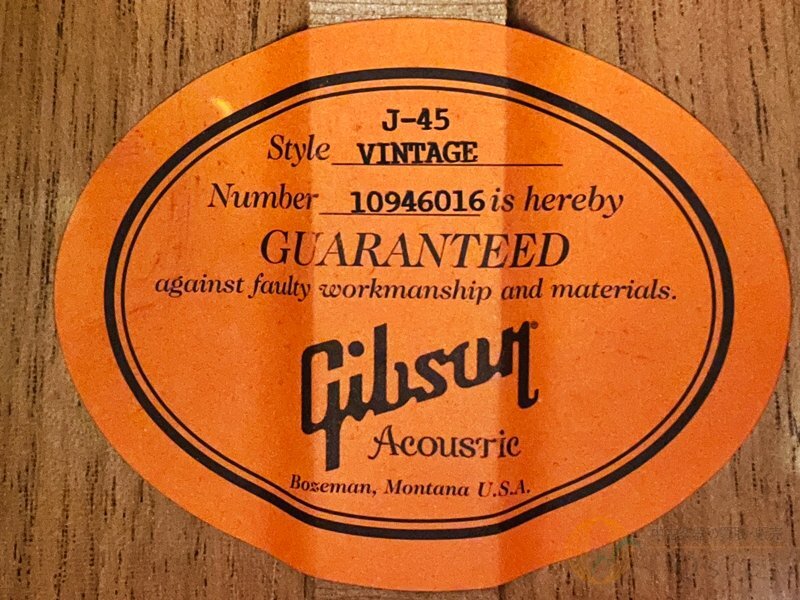 J-45
Style VINTAGE
Number 10946016 is hereby
GUARANTEED
against faulty workmanship and materials.
Gibson
Acoustic
Bozeman, Montana U.S.A.